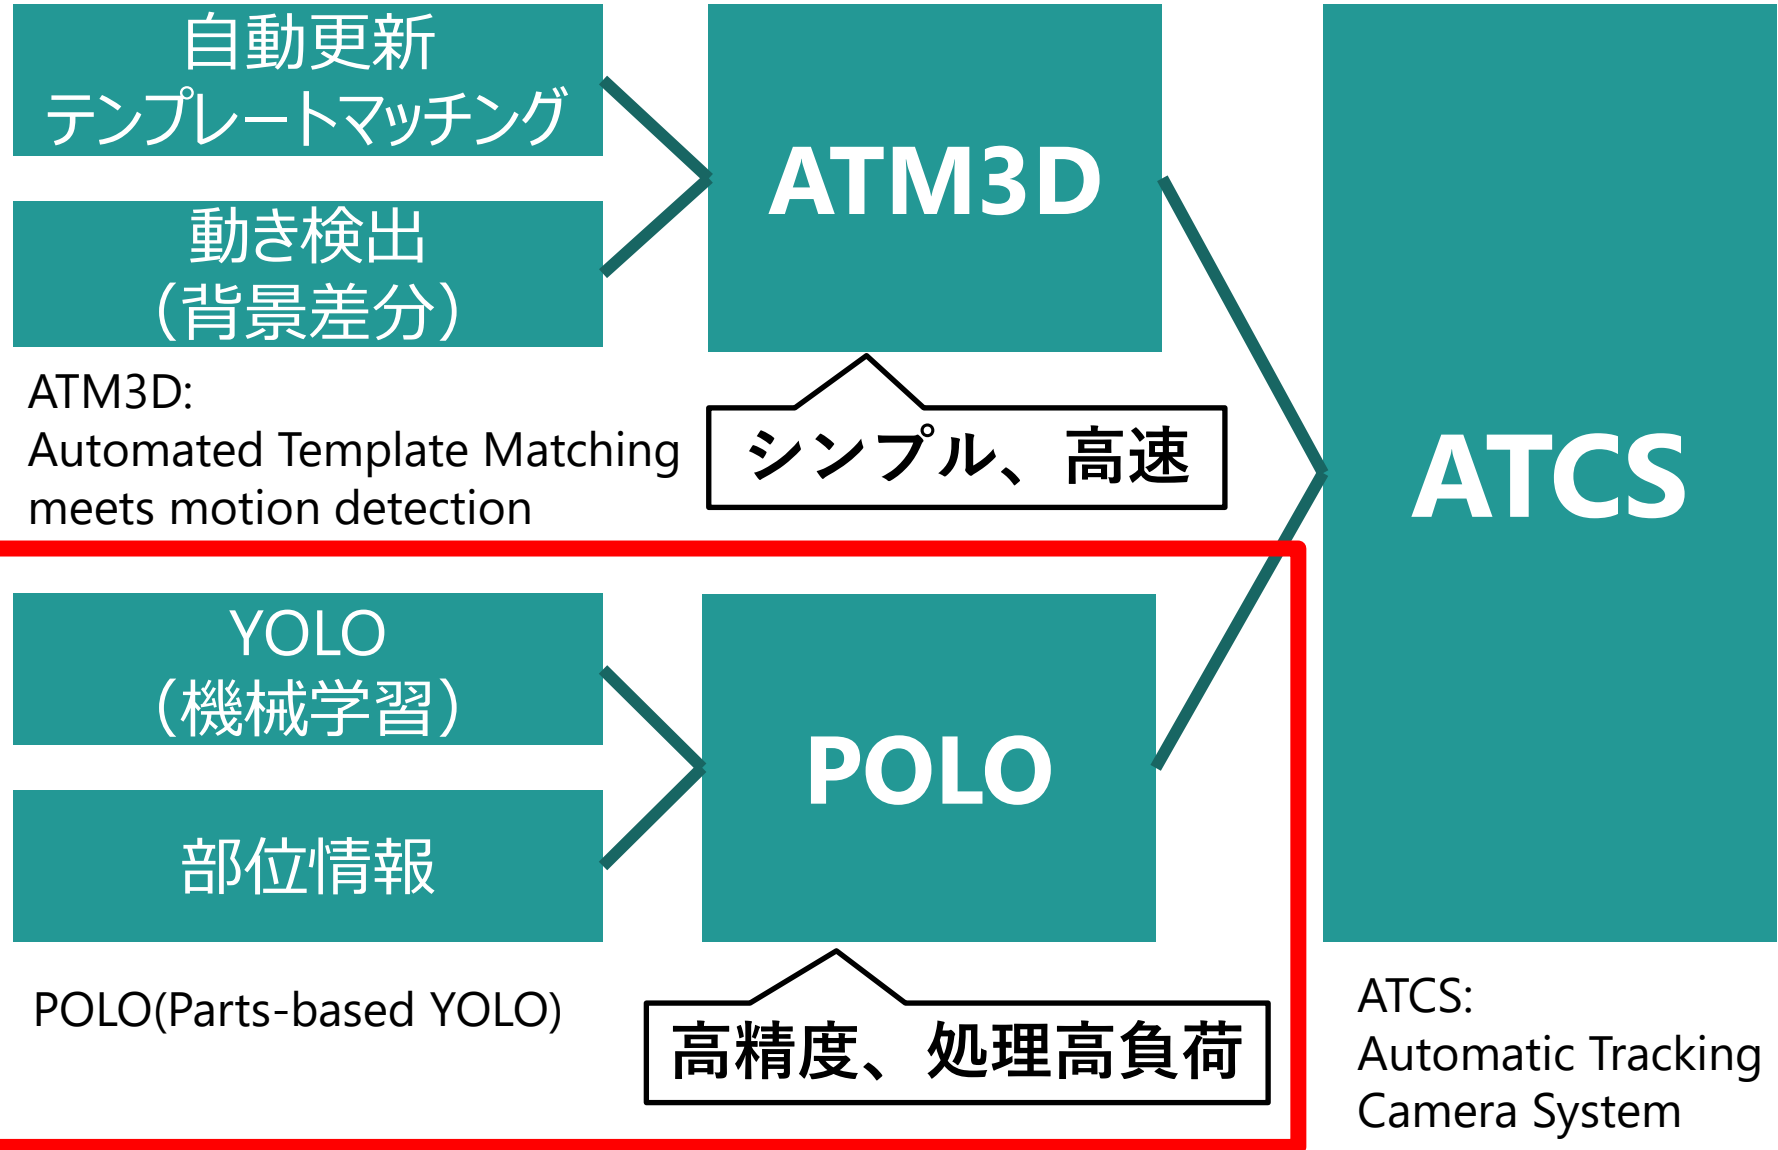 自動更新
テンプレートマッチング
動き検出
（背景差分）
ATM3D
ATM3D:
Automated Template Matching
meets motion detection
シンプル、高速
YOLO
（機械学習）
部位情報
POLO
POLO(Parts-based YOLO)
高精度、処理高負荷
ATCS
ATCS:
Automatic Tracking
Camera System